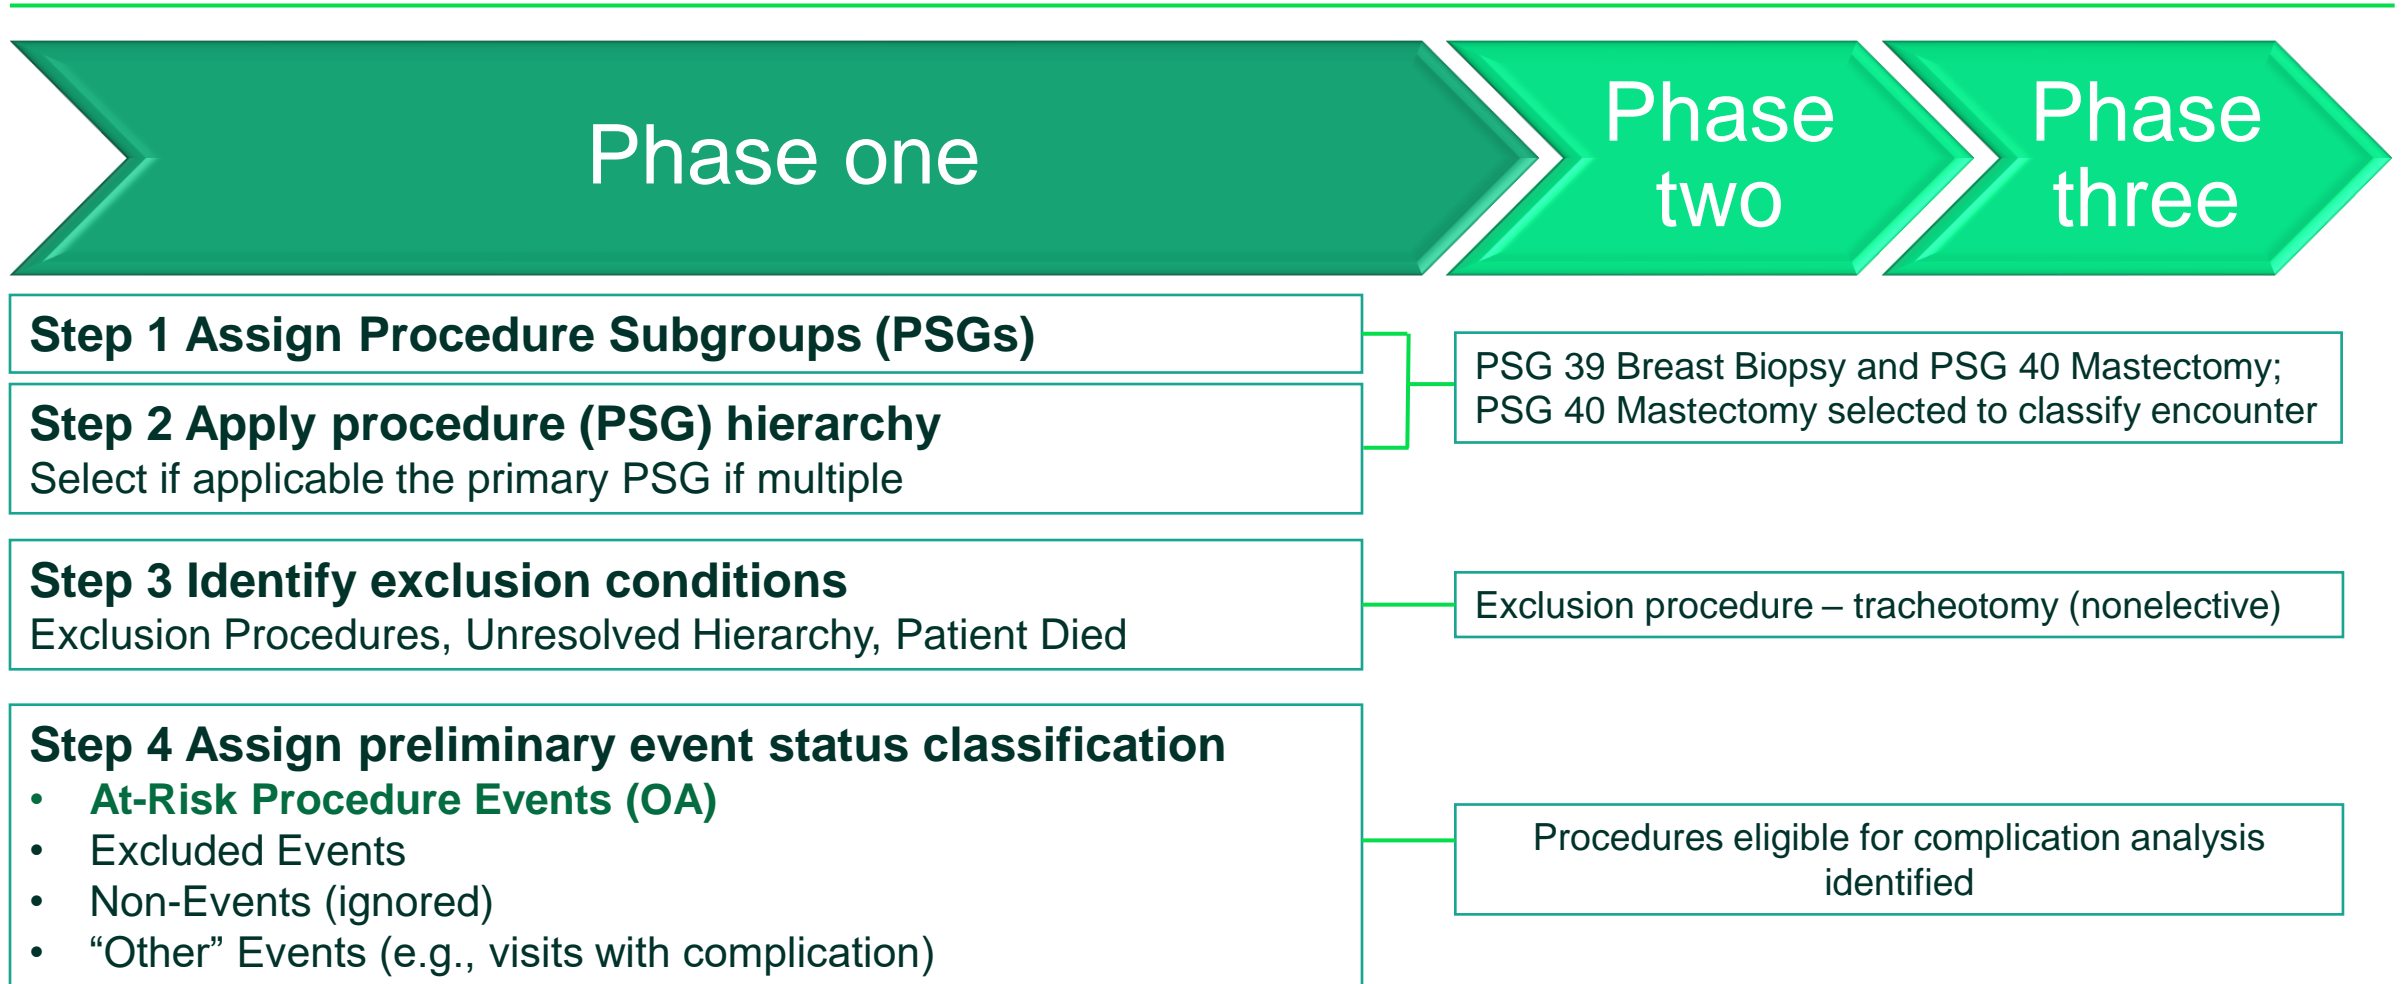 Phase one
Phase
two
Phase
three
Step 1 Assign Procedure Subgroups (PSGs)
Step 2 Apply procedure (PSG) hierarchy
Select if applicable the primary PSG if multiple
PSG 39 Breast Biopsy and PSG 40 Mastectomy;
PSG 40 Mastectomy selected to classify encounter
Step 3 Identify exclusion conditions
Exclusion Procedures, Unresolved Hierarchy, Patient Died
Exclusion procedure – tracheotomy (nonelective)
Step 4 Assign preliminary event status classification
• At-Risk Procedure Events (OA)
• Excluded Events
• Non-Events (ignored)
• “Other” Events (e.g., visits with complication)
Procedures eligible for complication analysis
identified